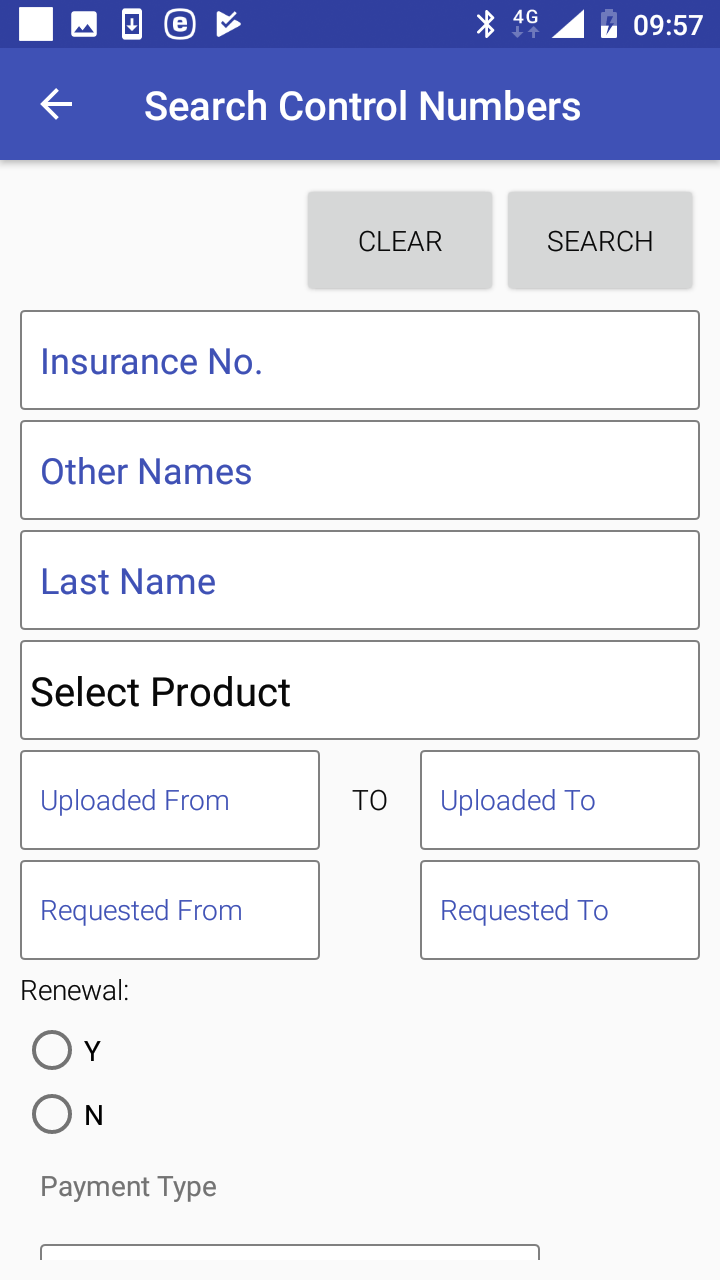 4G 09:57
Search Control Numbers
CLEAR SEARCH
Insurance No.
Other Names
Last Name
Select Product
Uploaded From TO Uploaded To
Requested From Requested To
Renewal:
Y
N
Payment Type